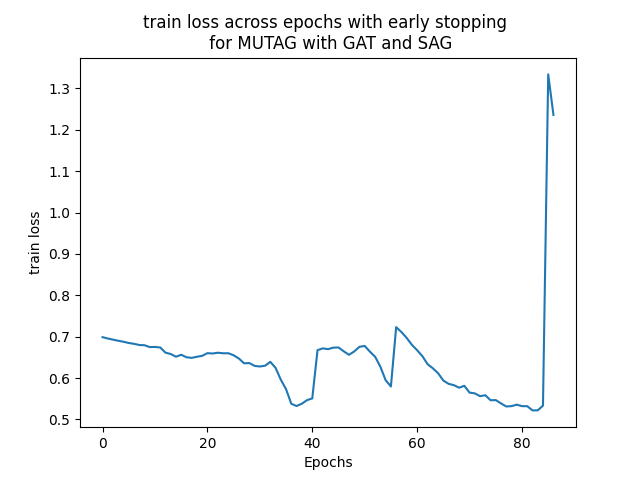 train loss across epochs with early stopping
for MUTAG with GAT and SAG
1.3
1.2
1.1
1.0
0.9
0.8
0.7
0.6
0.5
train loss
0 20 40 60 80
Epochs